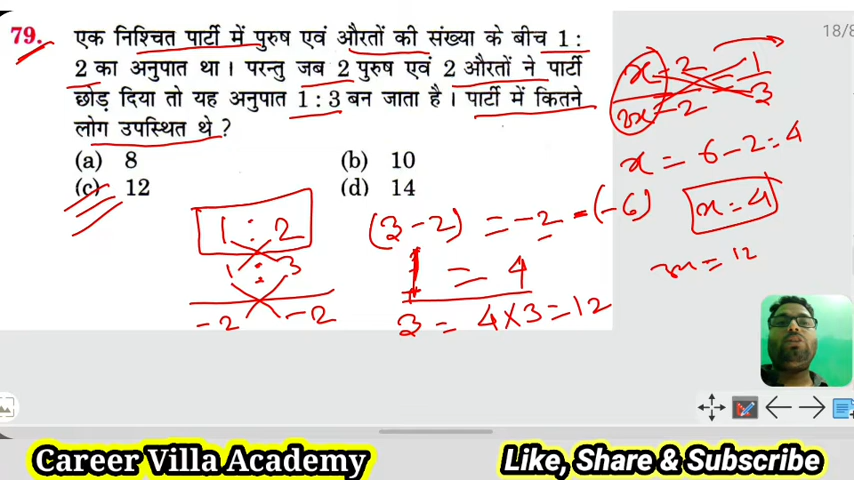 79. एक निश्चित पार्टी में पुरुष एवं औरतों की संख्या के बीच 1 :
2 का अनुपात था। परन्तु जब 2 पुरुष एवं 2 औरतों ने पार्टी
छोड़ दिया तो यह अनुपात 1 : 3 बन जाता है। पार्टी में कितने
लोग उपस्थित थे ?
(a) 8 (b) 10
(c) 12 (d) 14
18/8
x - 2 = 1
2x - 2 3
x = 6 - 2 = 4
x = 4
3x = 12
1 : 2
1 : 3
-2 -2
(3 - 2) = -2 - (-6)
1 = 4
3 = 4 × 3 = 12
Career Villa Academy
Like, Share & Subscribe